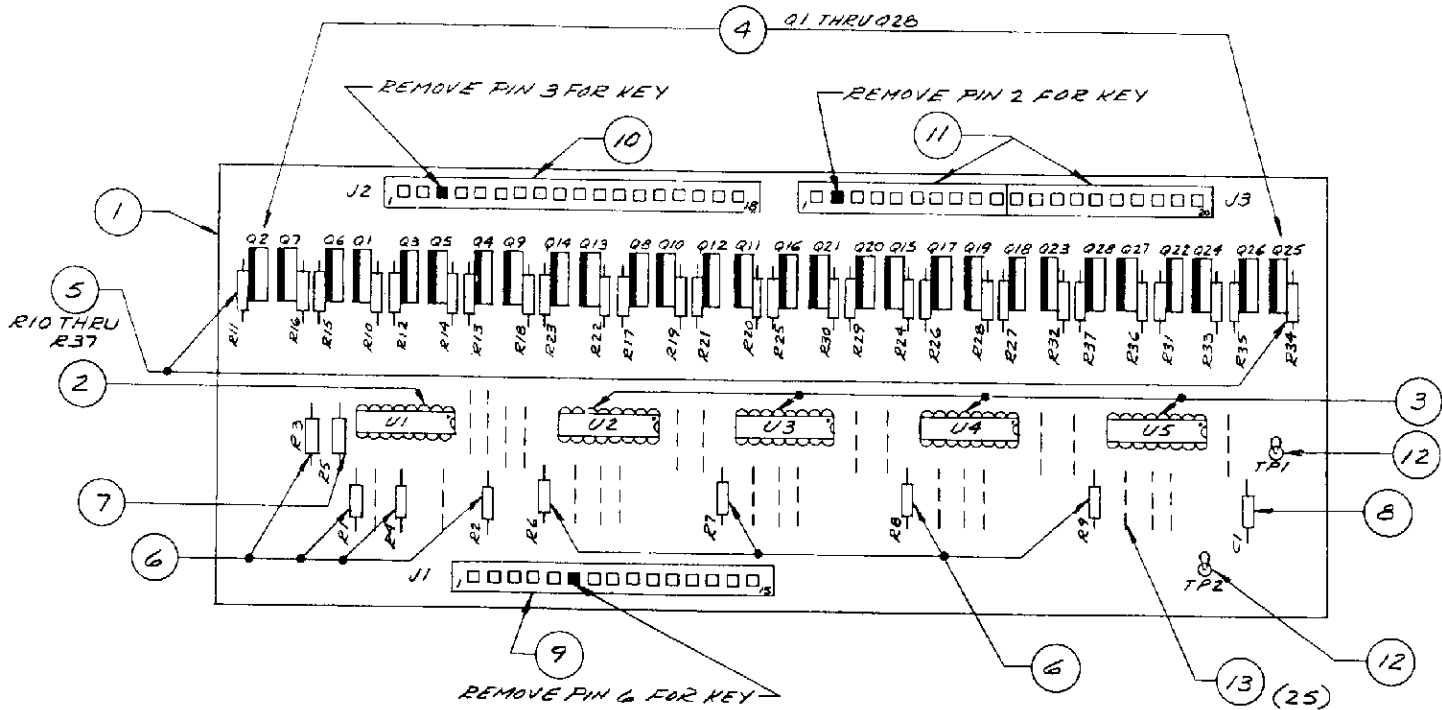 4 Q1 THRU Q28
REMOVE PIN 3 FOR KEY
REMOVE PIN 2 FOR KEY
10
11
J2 1 18
1 20 J3
1
Q2 Q7 Q6 Q1 Q3 Q5 Q4 Q9 Q14 Q13 Q8 Q10 Q12 Q11 Q16 Q21 Q20 Q15 Q17 Q19 Q18 Q23 Q28 Q27 Q22 Q24 Q26 Q25
5
R10 THRU
R37
R11 R16 R15 R10 R12 R14 R13 R18 R23 R22 R17 R19 R21 R20 R25 R30 R29 R24 R26 R28 R27 R32 R37 R36 R31 R33 R35 R34
2
3
U1 U2 U3 U4 U5
R3 R5
TP1 12
7
R1 R4 R2 R6 R7 R8 R9 C1 8
6
J1 1 15
TP2
9
6
12
13 (25)
REMOVE PIN 6 FOR KEY